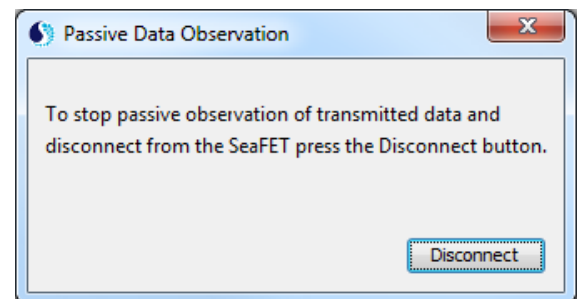 Passive Data Observation
To stop passive observation of transmitted data and
disconnect from the SeaFET press the Disconnect button.
Disconnect